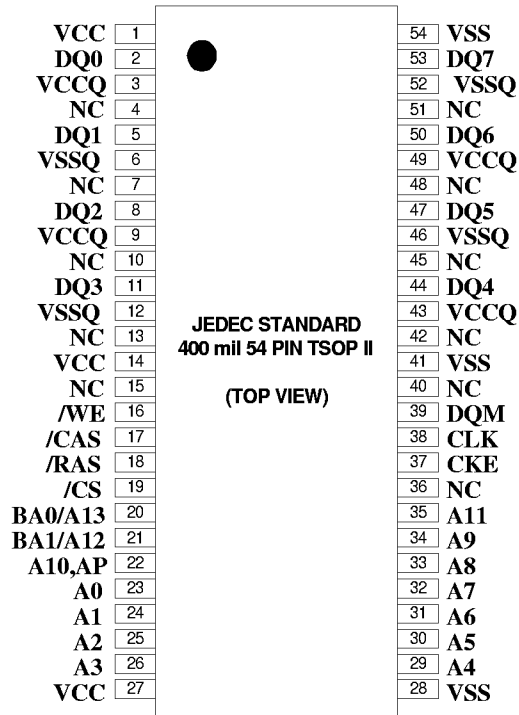 VCC 1 54 VSS
DQ0 2 53 DQ7
VCCQ 3 52 VSSQ
NC 4 51 NC
DQ1 5 50 DQ6
VSSQ 6 49 VCCQ
NC 7 48 NC
DQ2 8 47 DQ5
VCCQ 9 46 VSSQ
NC 10 45 NC
DQ3 11 44 DQ4
VSSQ 12 43 VCCQ
NC 13 42 NC
VCC 14 41 VSS
NC 15 40 NC
/WE 16 39 DQM
/CAS 17 38 CLK
/RAS 18 37 CKE
/CS 19 36 NC
BA0/A13 20 35 A11
BA1/A12 21 34 A9
A10,AP 22 33 A8
A0 23 32 A7
A1 24 31 A6
A2 25 30 A5
A3 26 29 A4
VCC 27 28 VSS
JEDEC STANDARD
400 mil 54 PIN TSOP II
(TOP VIEW)